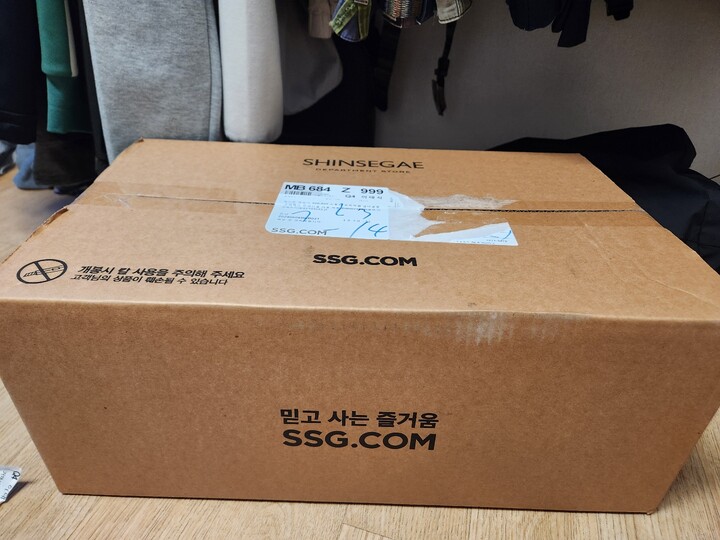 SHINSEGAE
DEPARTMENT STORE
MB 684 Z 999
SSG.COM
14
SSG.COM
개봉시 칼 사용을 주의해 주세요
고객님의 상품이 훼손될 수 있습니다
믿고 사는 즐거움
SSG.COM